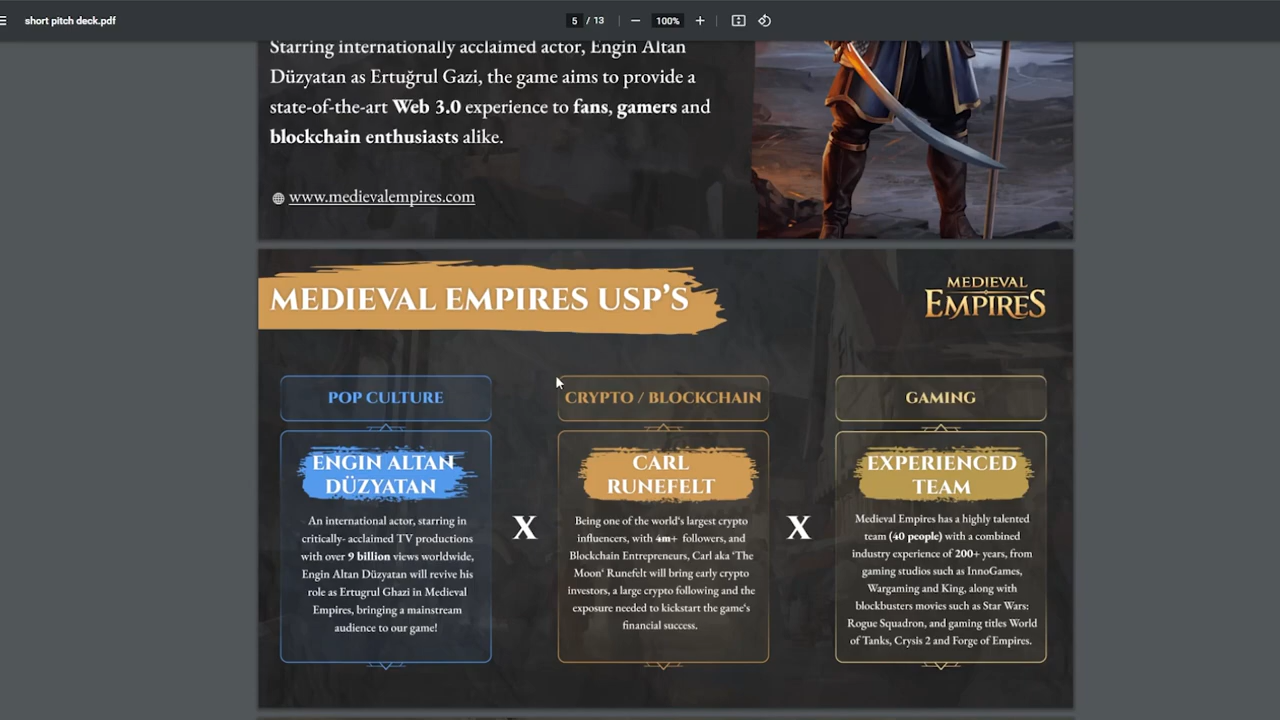 short pitch deck.pdf
5 / 13
100%
Starring internationally acclaimed actor, Engin Altan
Düzyatan as Ertuğrul Gazi, the game aims to provide a
state-of-the-art Web 3.0 experience to fans, gamers and
blockchain enthusiasts alike.
www.medievalempires.com
MEDIEVAL EMPIRES USP'S
MEDIEVAL
EMPIRES
POP CULTURE
ENGIN ALTAN
DÜZYATAN
An international actor, starring in
critically- acclaimed TV productions
with over 9 billion views worldwide,
Engin Altan Düzyatan will revive his
role as Ertugrul Ghazi in Medieval
Empires, bringing a mainstream
audience to our game!
X
CRYPTO / BLOCKCHAIN
CARL
RUNEFELT
Being one of the world's largest crypto
influencers, with 4m+ followers, and
Blockchain Entrepreneurs, Carl aka 'The
Moon' Runefelt will bring early crypto
investors, a large crypto following and the
exposure needed to kickstart the game's
financial success.
X
GAMING
EXPERIENCED
TEAM
Medieval Empires has a highly talented
team (40 people) with a combined
industry experience of 200+ years, from
gaming studios such as InnoGames,
Wargaming and King, along with
blockbusters movies such as Star Wars:
Rogue Squadron, and gaming titles World
of Tanks, Crysis 2 and Forge of Empires.